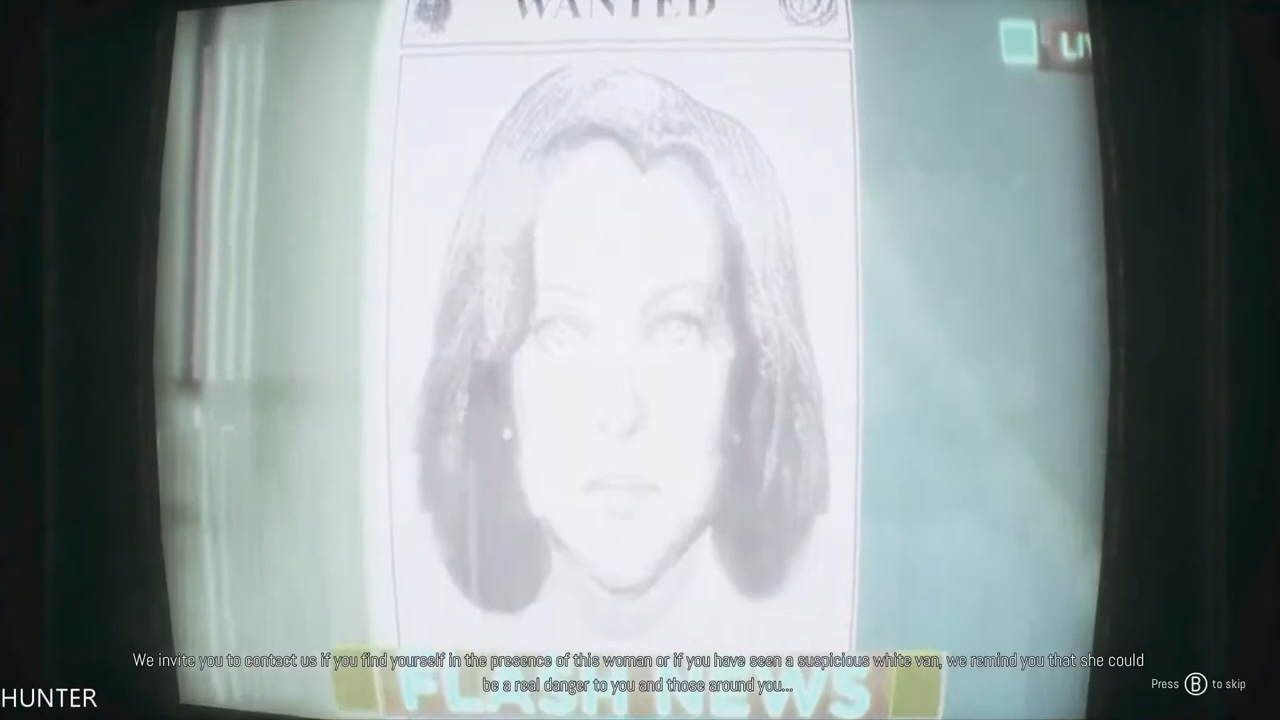 WANTED
We invite you to contact us if you find yourself in the presence of this woman or if you have seen a suspicious white van, we remind you that she could
be a real danger to you and those around you...
FLASH NEWS
Press B to skip
HUNTER